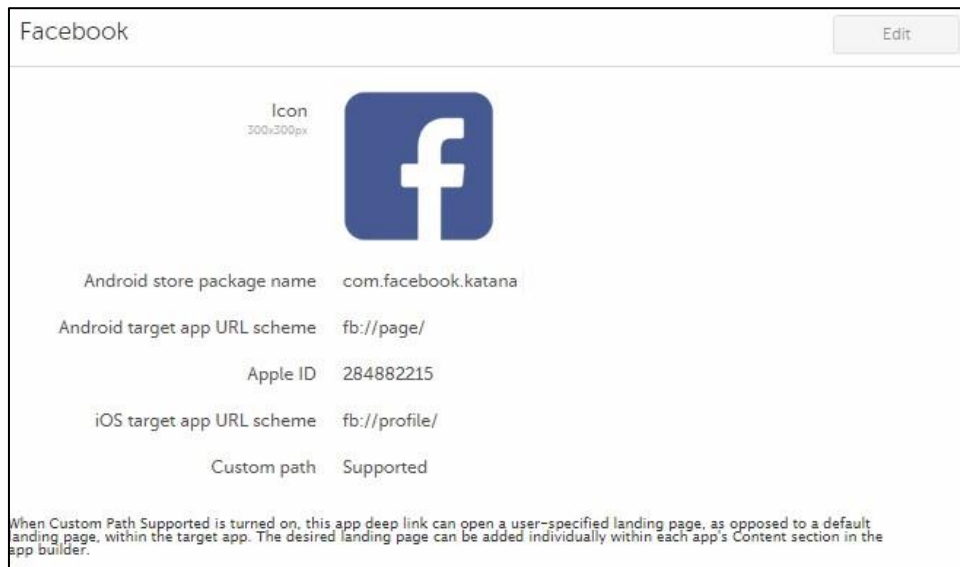 Facebook
Edit
Icon
300x300px
Android store package name com.facebook.katana
Android target app URL scheme fb://page/
Apple ID 284882215
iOS target app URL scheme fb://profile/
Custom path Supported
When Custom Path Supported is turned on, this app deep link can open a user-specified landing page, as opposed to a default
landing page, within the target app. The desired landing page can be added individually within each app's Content section in the
app builder.